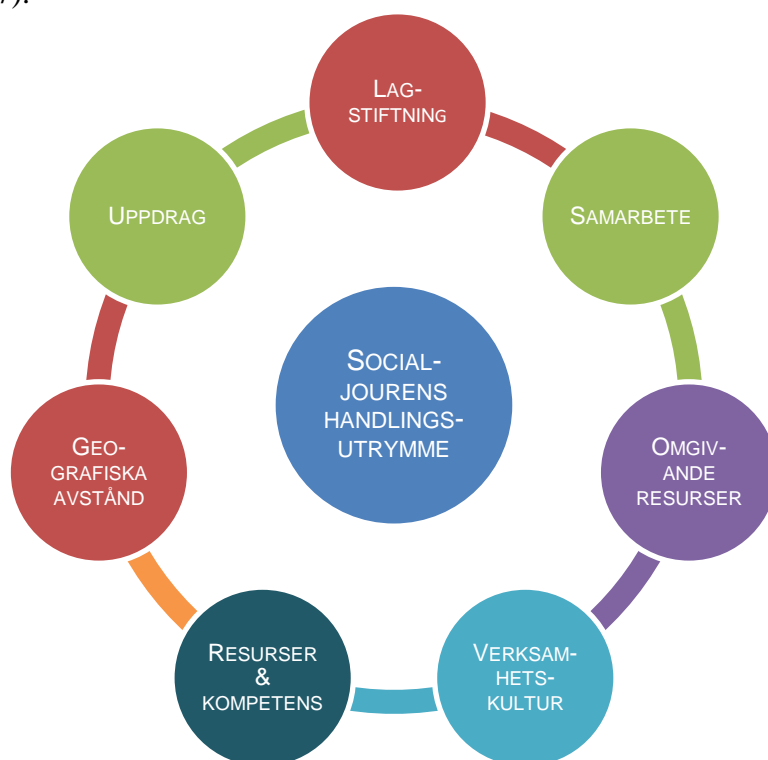 LAG-
STIFTNING
SAMARBETE
OMGIV-
ANDE
RESURSER
VERKSAM-
HETS-
KULTUR
RESURSER
&
KOMPETENS
GEO-
GRAFISKA
AVSTÅND
UPPDRAG
SOCIAL-
JOURENS
HANDLINGS-
UTRYMME